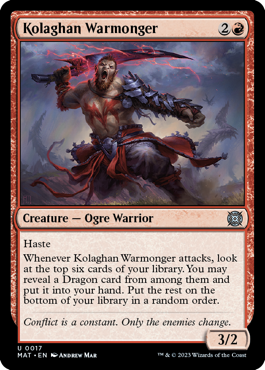 Kolaghan Warmonger 2
Creature — Ogre Warrior
Haste
Whenever Kolaghan Warmonger attacks, look
at the top six cards of your library. You may
reveal a Dragon card from among them and
put it into your hand. Put the rest on the
bottom of your library in a random order.
Conflict is a constant. Only the enemies change.
3/2
U 0017
MAT • EN Andrew Mar
™ & © 2023 Wizards of the Coast